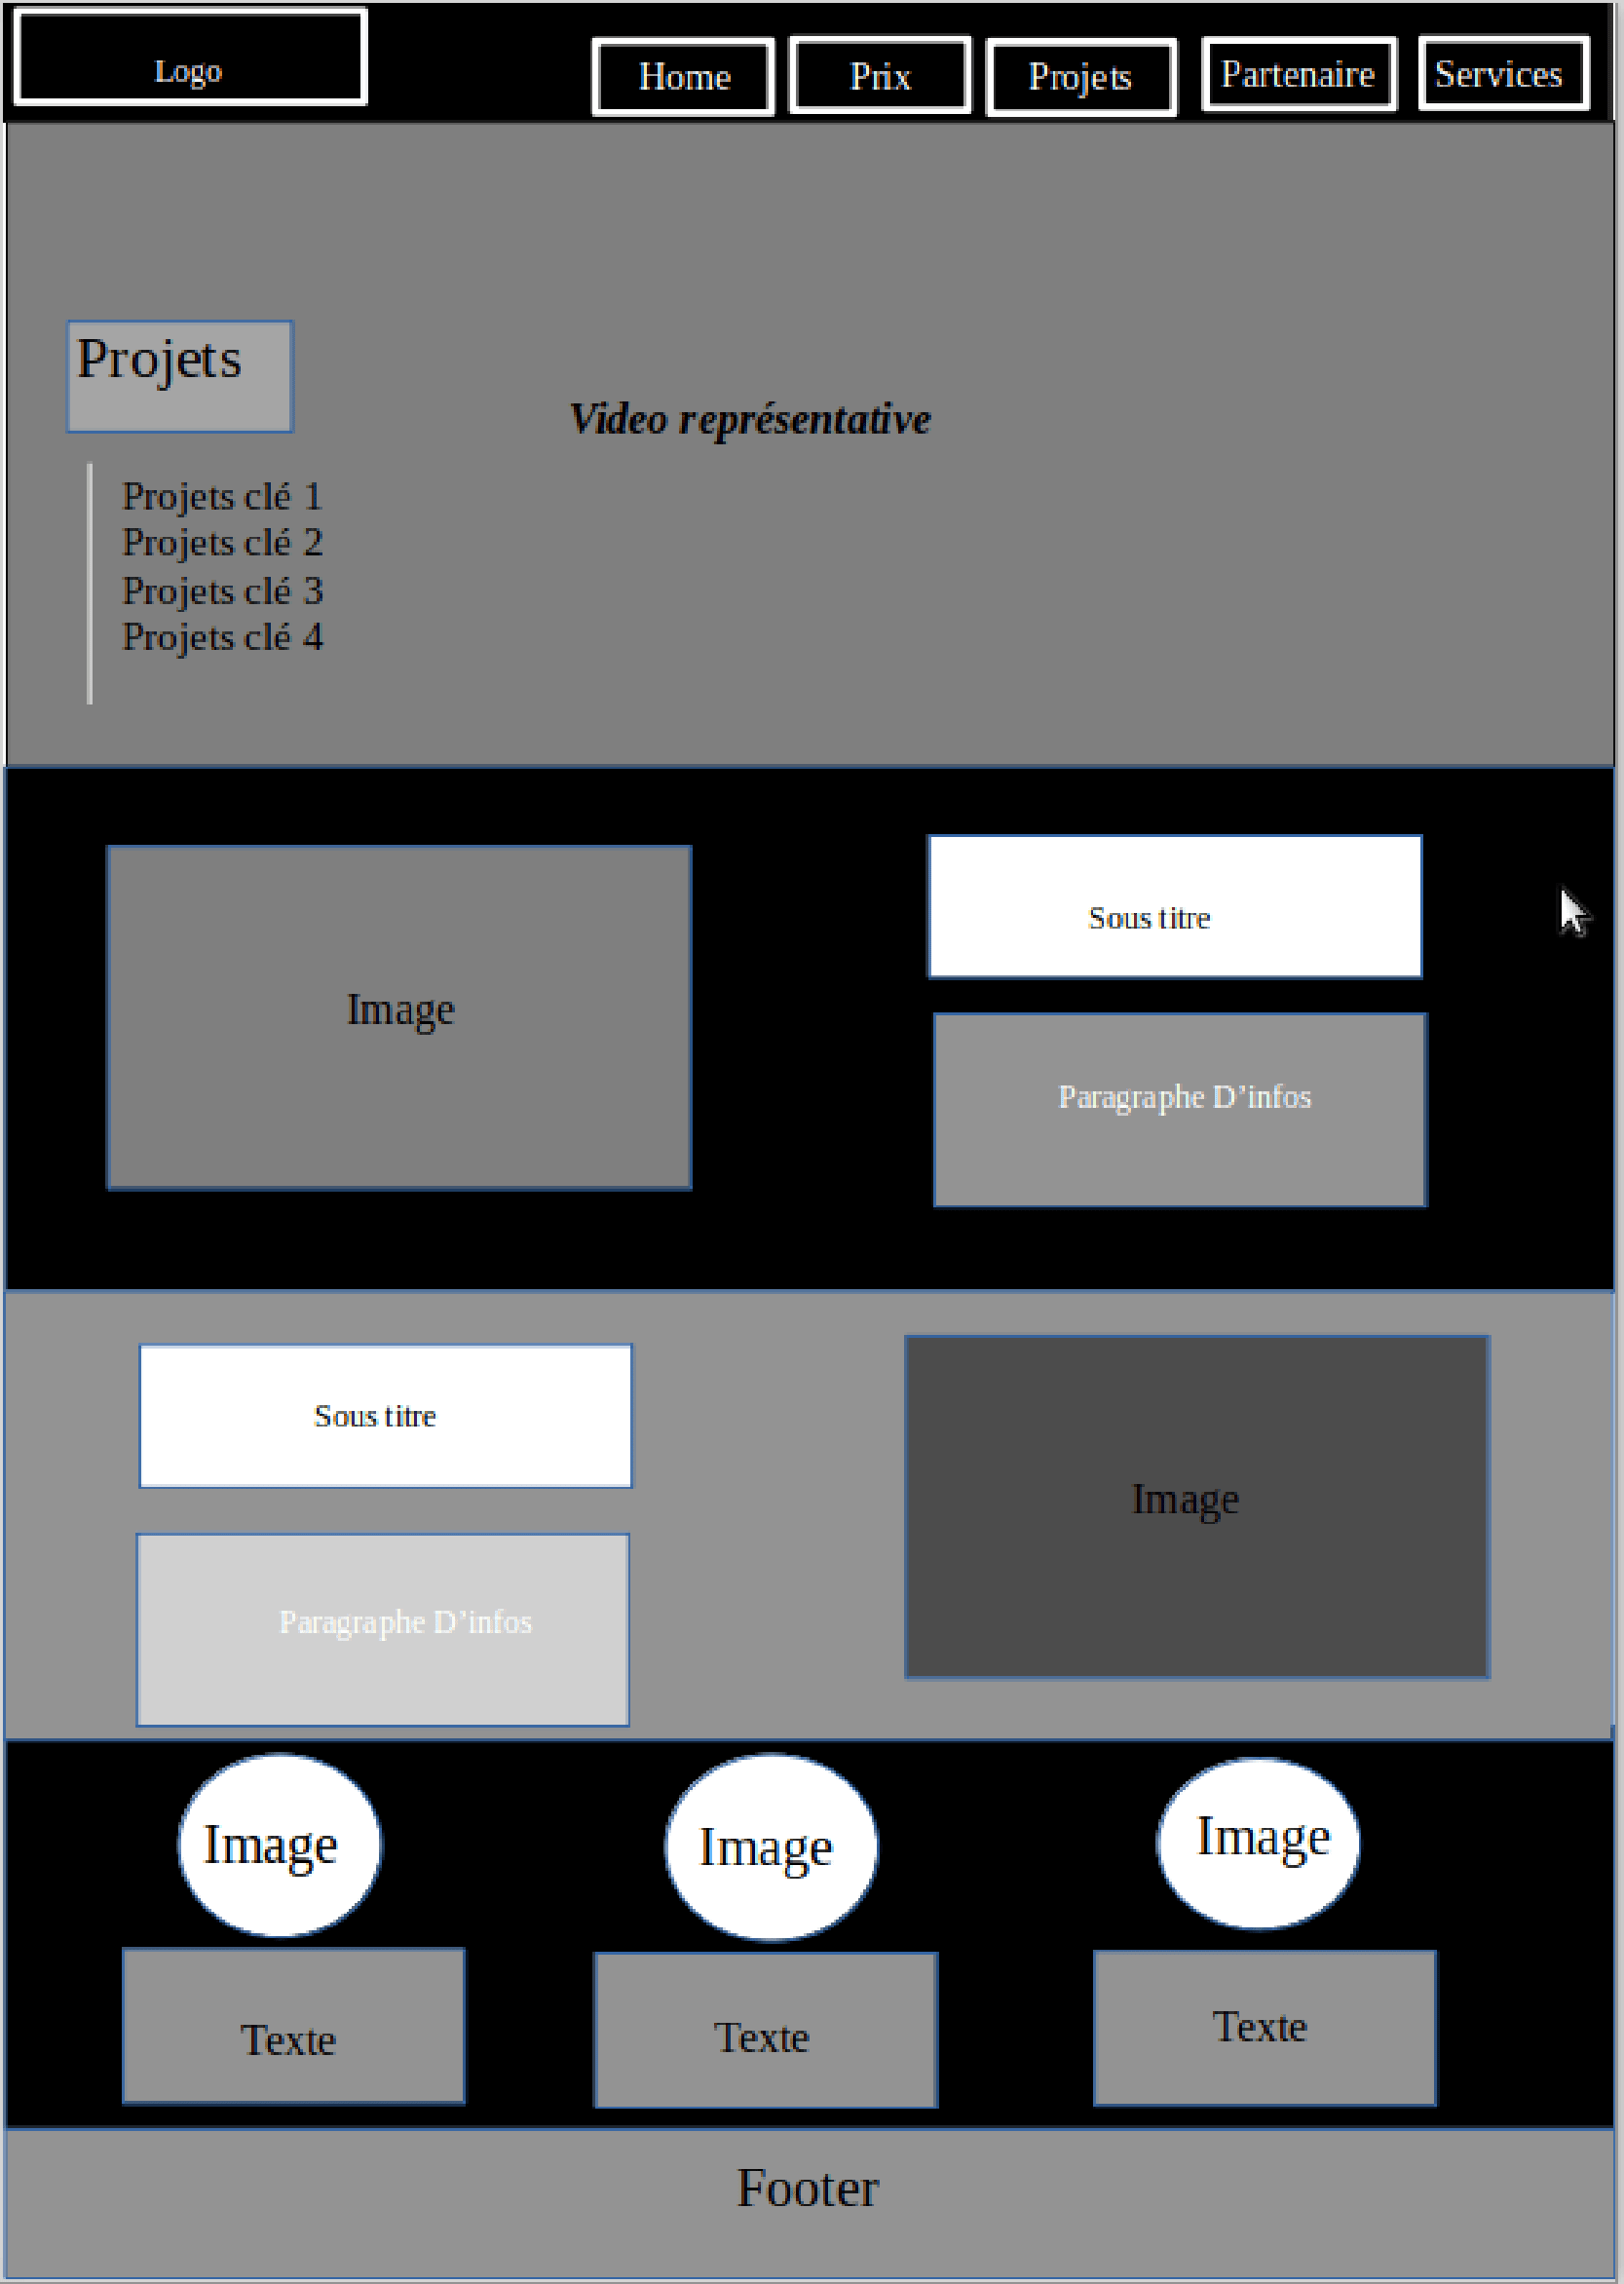 Logo
Home
Prix
Projets
Partenaire
Services
Projets
Video représentative
Projets clé 1
Projets clé 2
Projets clé 3
Projets clé 4
Image
Sous titre
Paragraphe D’infos
Sous titre
Paragraphe D’infos
Image
Image
Image
Image
Texte
Texte
Texte
Footer